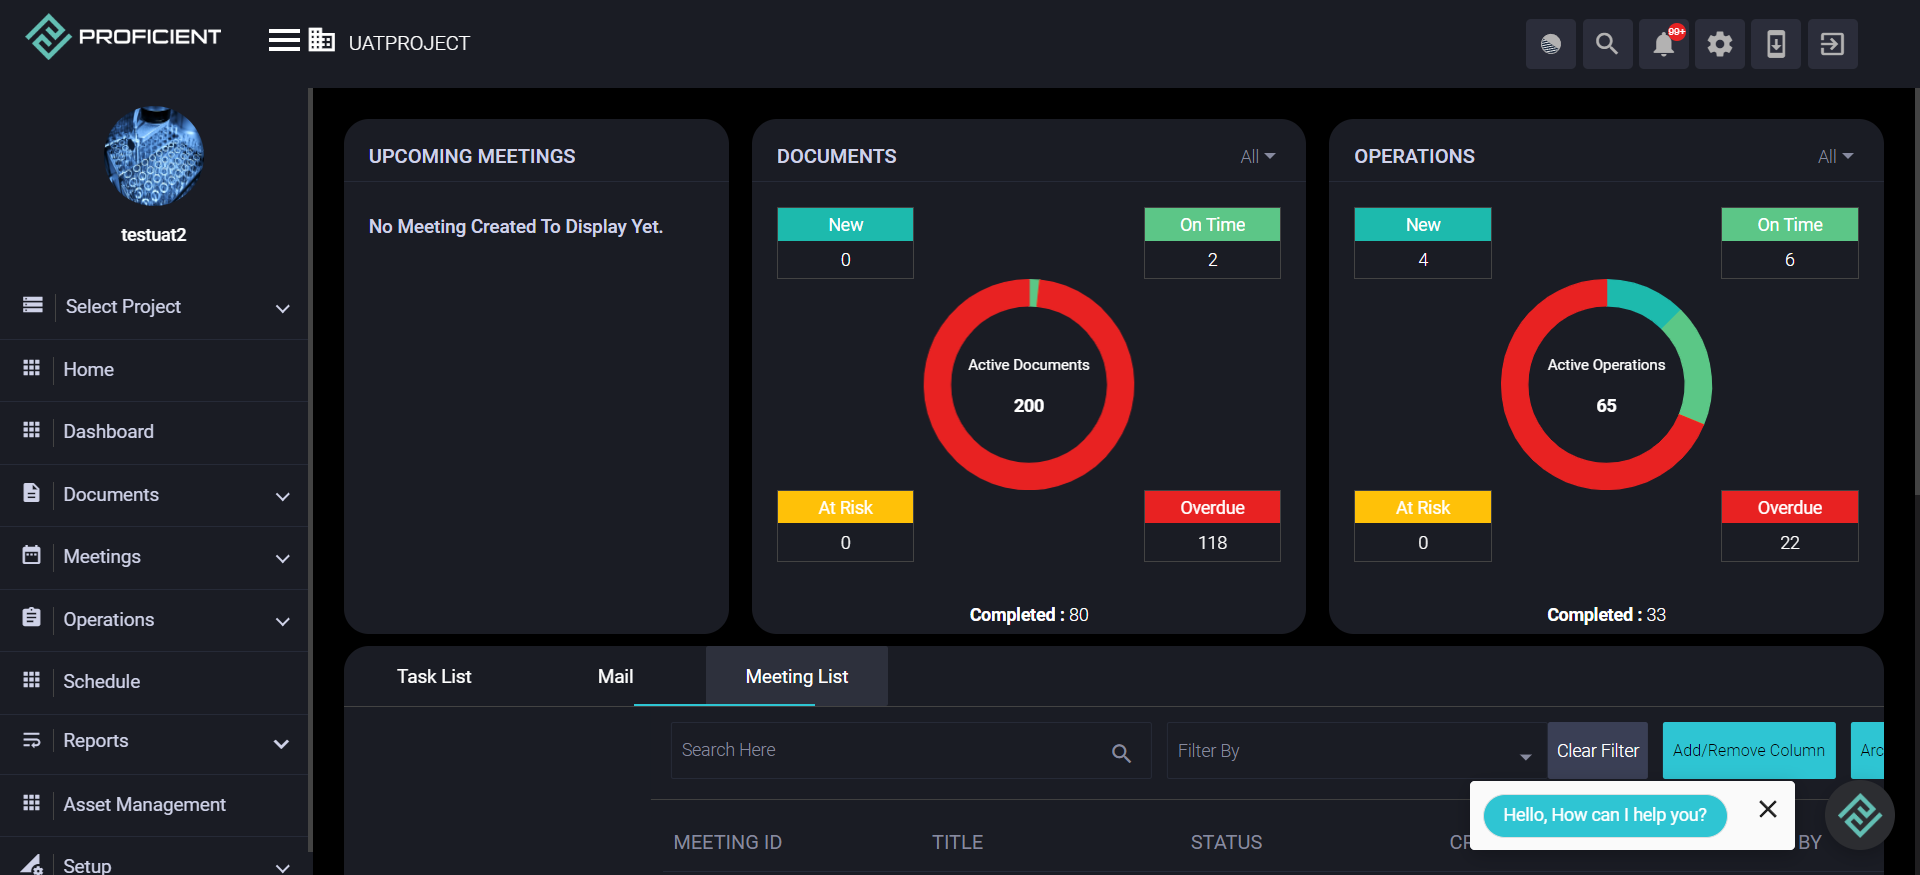 PROFICIENT
UATPROJECT
99+
testuat2
Select Project
Home
Dashboard
Documents
Meetings
Operations
Schedule
Reports
Asset Management
Setup
UPCOMING MEETINGS
No Meeting Created To Display Yet.
DOCUMENTS
All
New
0
On Time
2
Active Documents
200
At Risk
0
Overdue
118
Completed : 80
OPERATIONS
All
New
4
On Time
6
Active Operations
65
At Risk
0
Overdue
22
Completed : 33
Task List
Mail
Meeting List
Search Here
Filter By
Clear Filter
Add/Remove Column
Arc
MEETING ID
TITLE
STATUS
BY
Hello, How can I help you?